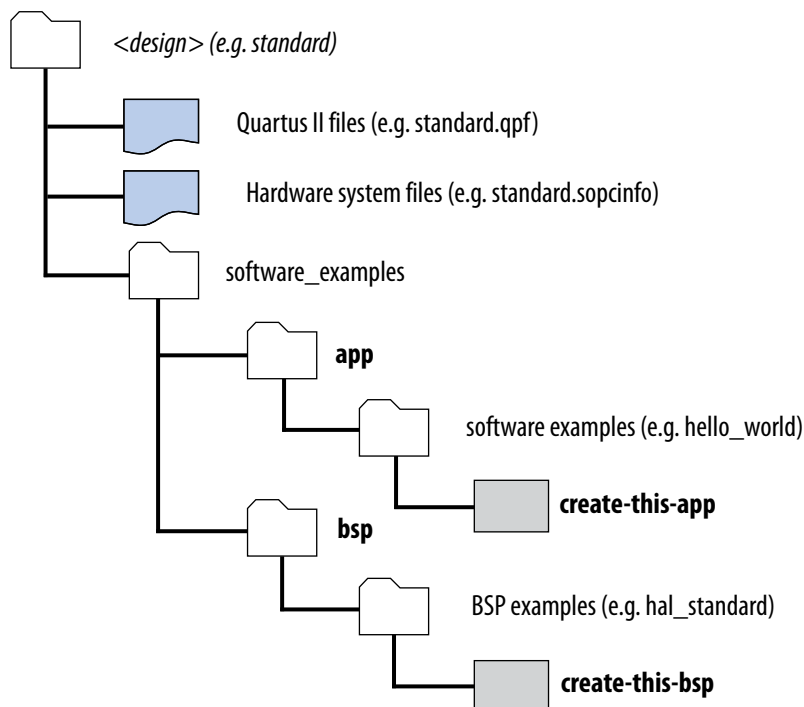 <design> (e.g. standard)
Quartus II files (e.g. standard.qpf)
Hardware system files (e.g. standard.sopcinfo)
software_examples
app
software examples (e.g. hello_world)
create-this-app
bsp
BSP examples (e.g. hal_standard)
create-this-bsp